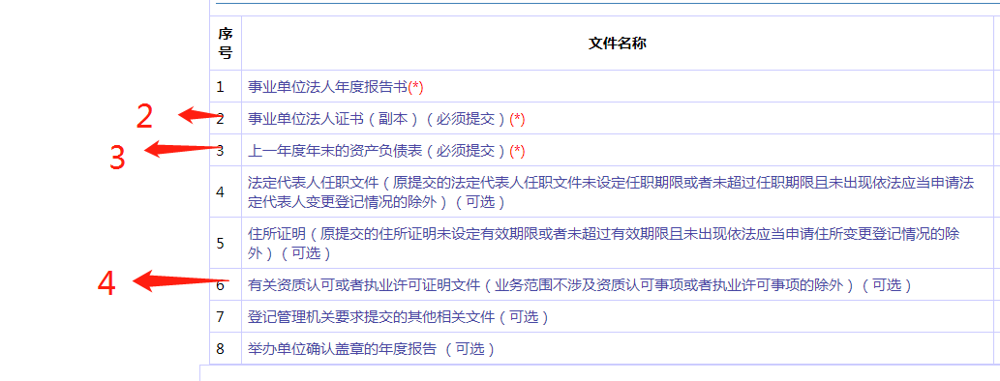 序
号
文件名称
1 事业单位法人年度报告书(*)
2 2 事业单位法人证书（副本）（必须提交）(*)
3 3 上一年度年末的资产负债表（必须提交）(*)
4 法定代表人任职文件（原提交的法定代表人任职文件未设定任职期限或者未超过任职期限且未出现依法应当申请法
定代表人变更登记情况的除外）（可选）
5 住所证明（原提交的住所证明未设定有效期限或者未超过有效期限且未出现依法应当申请住所变更登记情况的除
外）（可选）
4 6 有关资质认可或者执业许可证明文件（业务范围不涉及资质认可事项或者执业许可事项的除外）（可选）
7 登记管理机关要求提交的其他相关文件（可选）
8 举办单位确认盖章的年度报告 （可选）